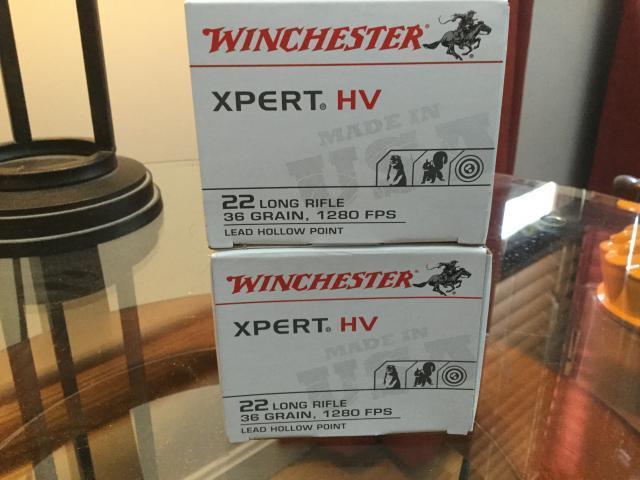 WINCHESTER
XPERT® HV
MADE IN
USA
22 LONG RIFLE
36 GRAIN, 1280 FPS
LEAD HOLLOW POINT
WINCHESTER
XPERT® HV
MADE IN
USA
22 LONG RIFLE
36 GRAIN, 1280 FPS
LEAD HOLLOW POINT